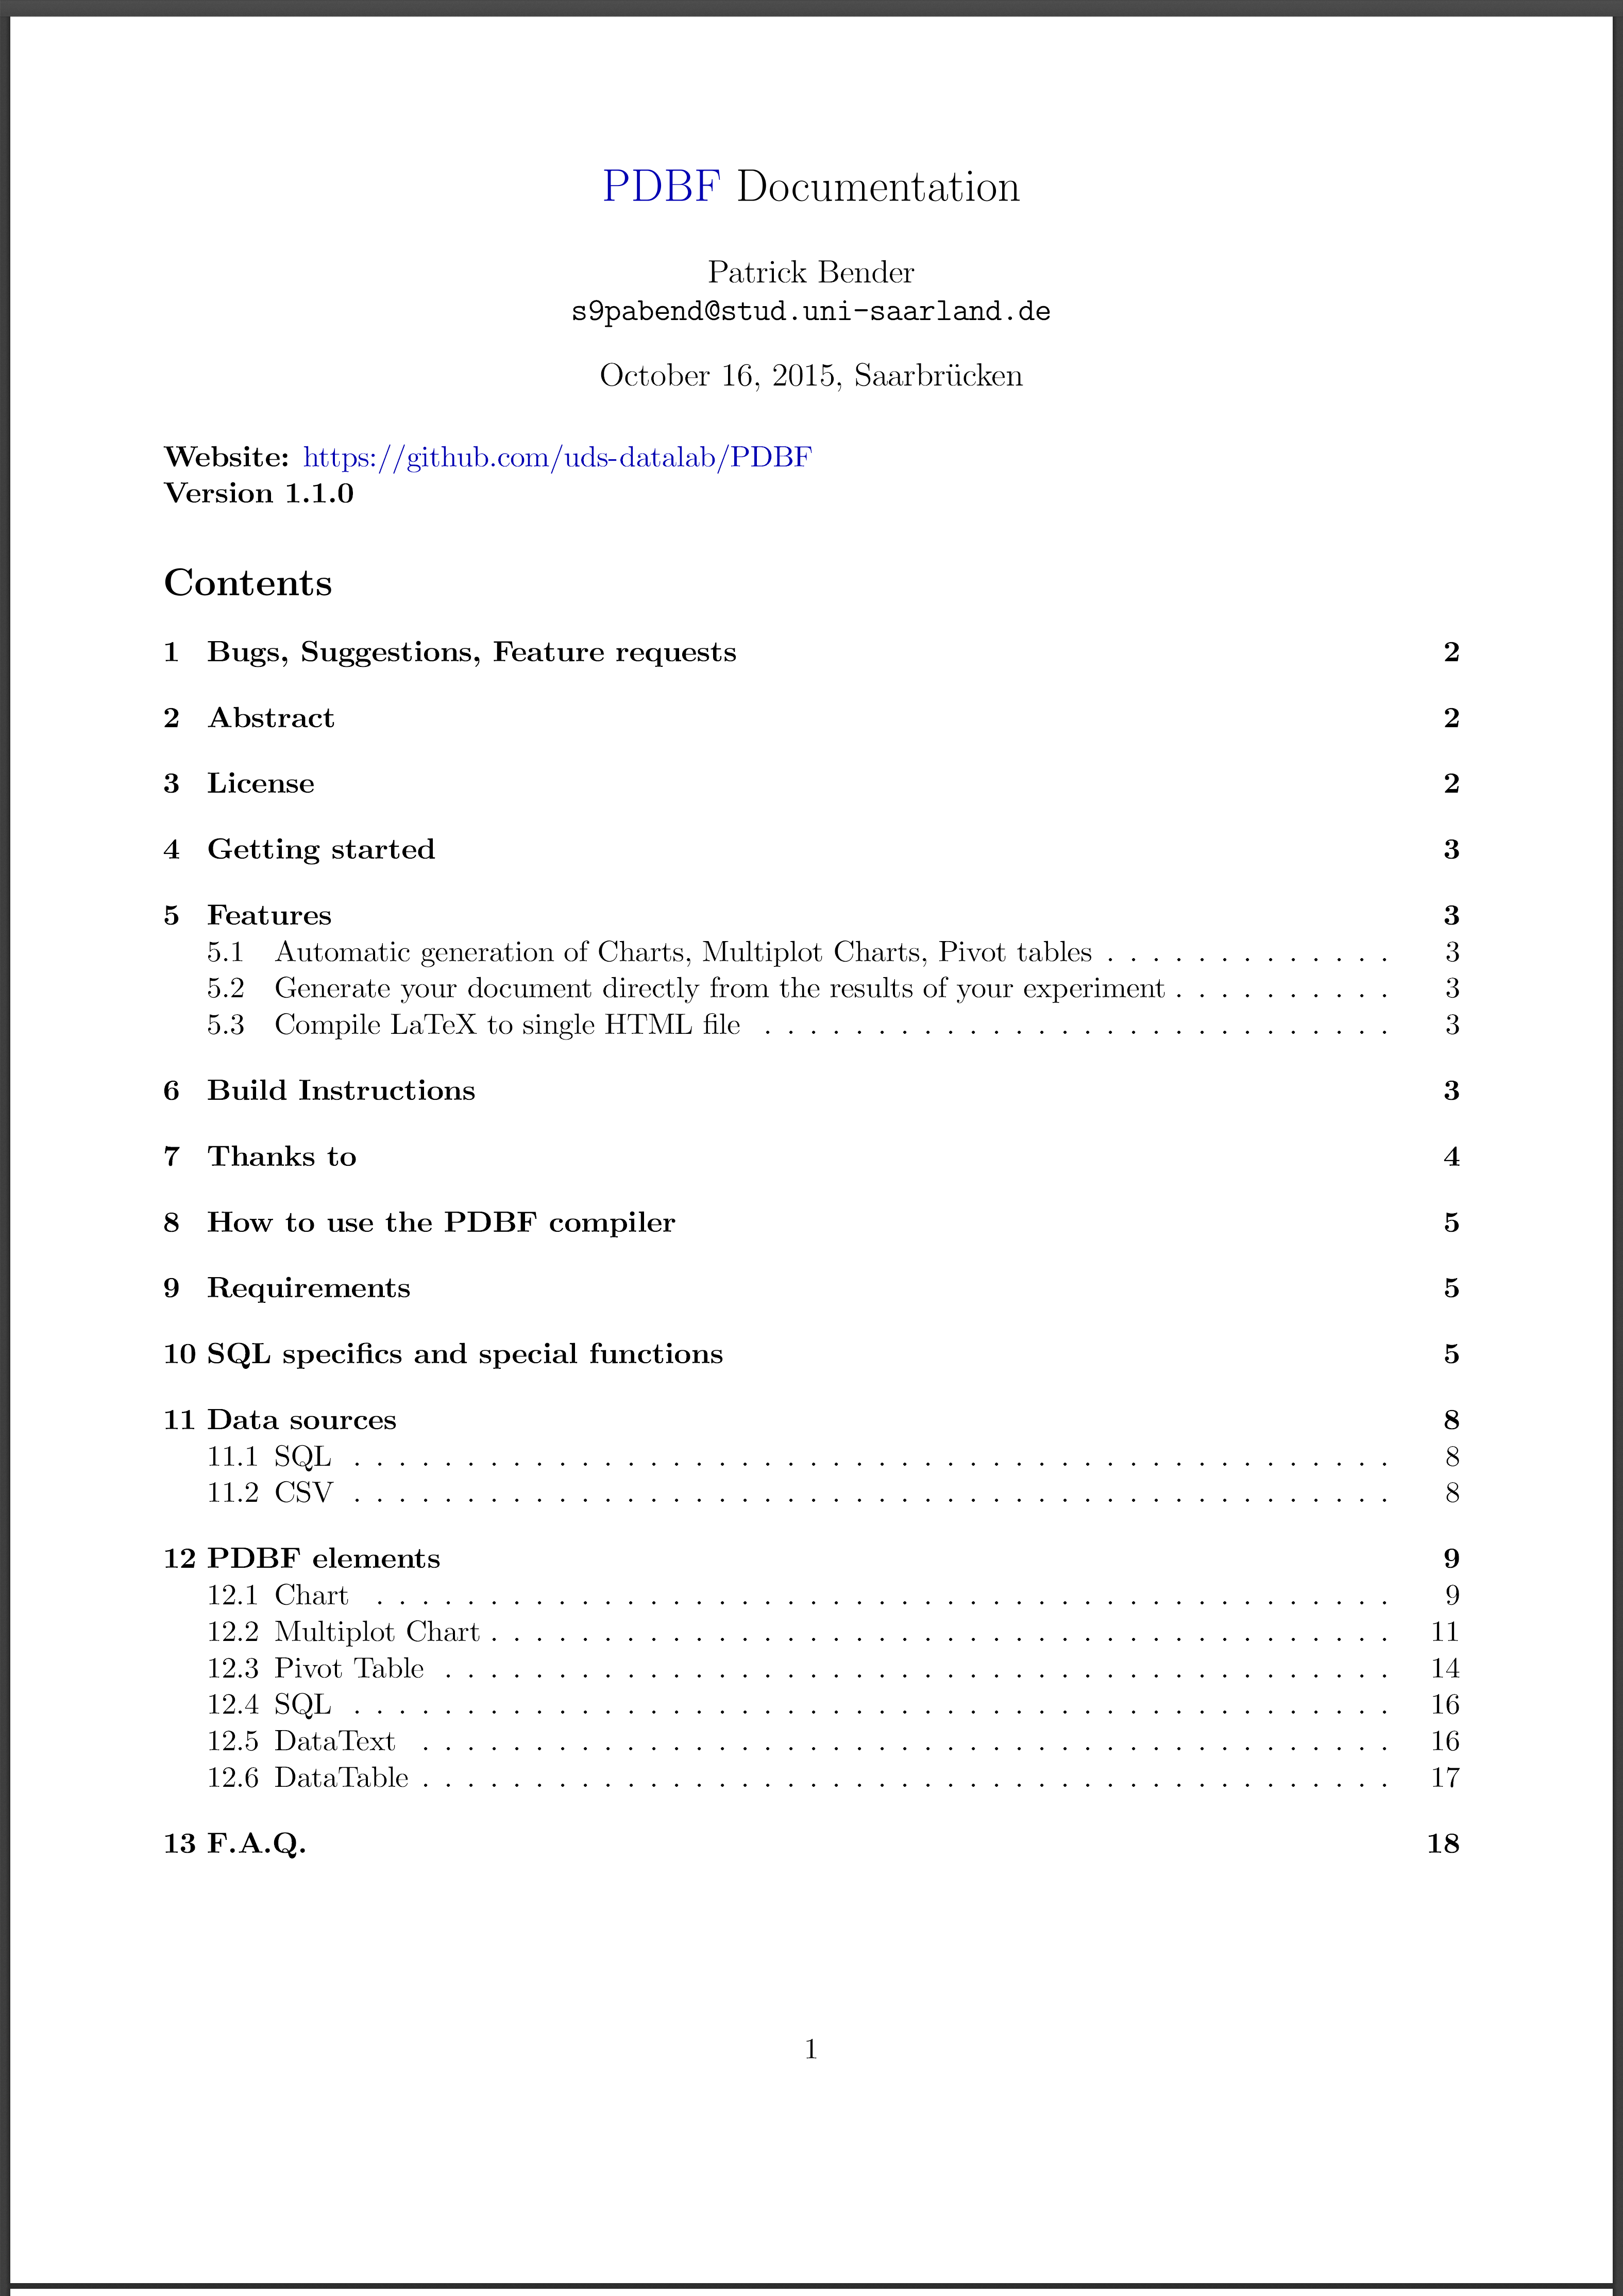 PDBF Documentation
Patrick Bender
s9pabend@stud.uni-saarland.de
October 16, 2015, Saarbrücken
Website: https://github.com/uds-datalab/PDBF
Version 1.1.0
Contents
1 Bugs, Suggestions, Feature requests 2
2 Abstract 2
3 License 2
4 Getting started 3
5 Features 3
5.1 Automatic generation of Charts, Multiplot Charts, Pivot tables . . . . . . . . . . . . . 3
5.2 Generate your document directly from the results of your experiment . . . . . . . . . . 3
5.3 Compile LaTeX to single HTML file . . . . . . . . . . . . . . . . . . . . . . . . . . . . 3
6 Build Instructions 3
7 Thanks to 4
8 How to use the PDBF compiler 5
9 Requirements 5
10 SQL specifics and special functions 5
11 Data sources 8
11.1 SQL . . . . . . . . . . . . . . . . . . . . . . . . . . . . . . . . . . . . . . . . . . . . . . 8
11.2 CSV . . . . . . . . . . . . . . . . . . . . . . . . . . . . . . . . . . . . . . . . . . . . . . 8
12 PDBF elements 9
12.1 Chart . . . . . . . . . . . . . . . . . . . . . . . . . . . . . . . . . . . . . . . . . . . . . 9
12.2 Multiplot Chart . . . . . . . . . . . . . . . . . . . . . . . . . . . . . . . . . . . . . . . . 11
12.3 Pivot Table . . . . . . . . . . . . . . . . . . . . . . . . . . . . . . . . . . . . . . . . . . 14
12.4 SQL . . . . . . . . . . . . . . . . . . . . . . . . . . . . . . . . . . . . . . . . . . . . . . 16
12.5 DataText . . . . . . . . . . . . . . . . . . . . . . . . . . . . . . . . . . . . . . . . . . . 16
12.6 DataTable . . . . . . . . . . . . . . . . . . . . . . . . . . . . . . . . . . . . . . . . . . . 17
13 F.A.Q. 18
1